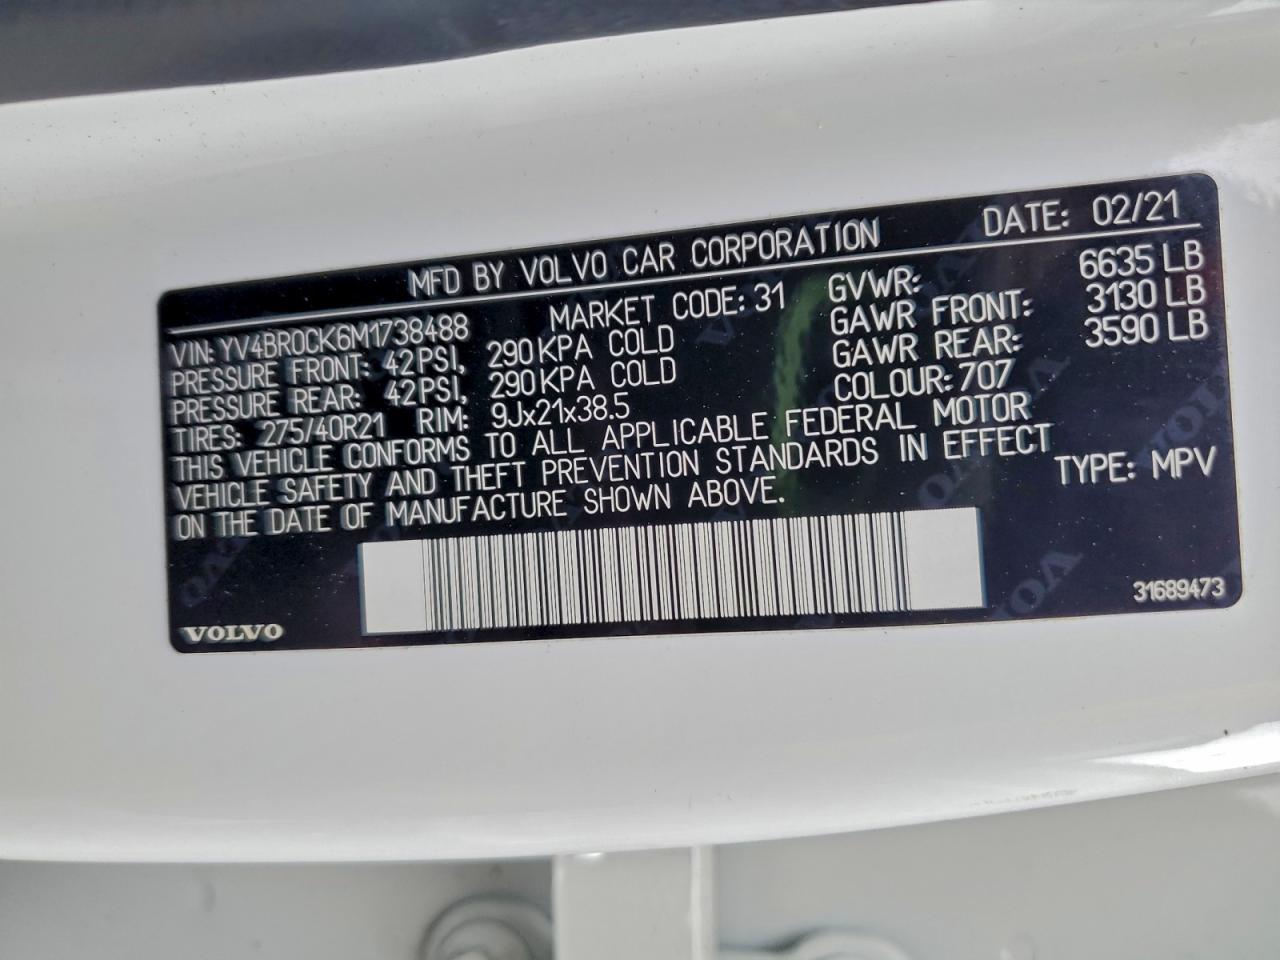 MFD BY VOLVO CAR CORPORATION DATE: 02/21
VIN: YV4BR0CK6M1738488 MARKET CODE: 31 GVWR: 6635 LB
PRESSURE FRONT: 42PSI, 290KPA COLD GAWR FRONT: 3130 LB
PRESSURE REAR: 42PSI, 290KPA COLD GAWR REAR: 3590 LB
TIRES: 275/40R21 RIM: 9Jx21x38.5 COLOUR: 707
THIS VEHICLE CONFORMS TO ALL APPLICABLE FEDERAL MOTOR
VEHICLE SAFETY AND THEFT PREVENTION STANDARDS IN EFFECT
ON THE DATE OF MANUFACTURE SHOWN ABOVE. TYPE: MPV
31689473
VOLVO